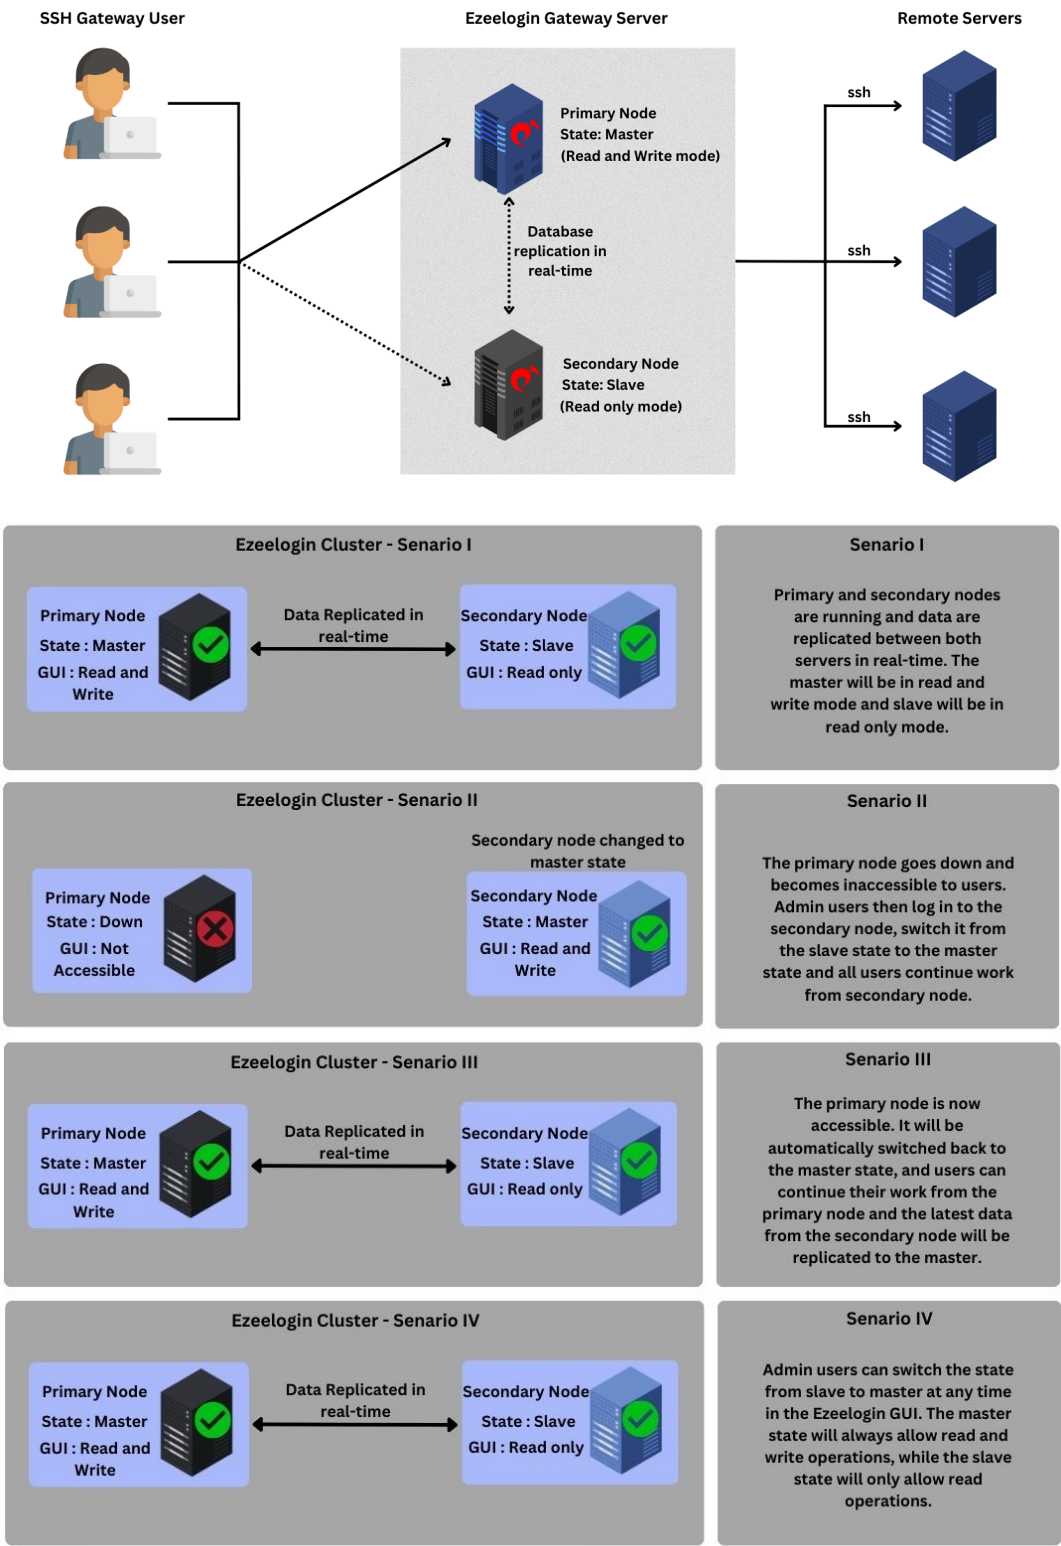 SSH Gateway User
Ezeelogin Gateway Server
Remote Servers
Primary Node
State: Master
(Read and Write mode)
Database
replication in
real-time
Secondary Node
State: Slave
(Read only mode)
ssh
ssh
ssh
Ezeelogin Cluster - Senario I
Primary Node
State : Master
GUI : Read and
Write
Data Replicated in
real-time
Secondary Node
State : Slave
GUI : Read only
Senario I
Primary and secondary nodes
are running and data are
replicated between both
servers in real-time. The
master will be in read and
write mode and slave will be in
read only mode.
Ezeelogin Cluster - Senario II
Primary Node
State : Down
GUI : Not
Accessible
Secondary node changed to
master state
Secondary Node
State : Master
GUI : Read and
Write
Senario II
The primary node goes down and
becomes inaccessible to users.
Admin users then log in to the
secondary node, switch it from
the slave state to the master
state and all users continue work
from secondary node.
Ezeelogin Cluster - Senario III
Primary Node
State : Master
GUI : Read and
Write
Data Replicated in
real-time
Secondary Node
State : Slave
GUI : Read only
Senario III
The primary node is now
accessible. It will be
automatically switched back to
the master state, and users can
continue their work from the
primary node and the latest data
from the secondary node will be
replicated to the master.
Ezeelogin Cluster - Senario IV
Primary Node
State : Master
GUI : Read and
Write
Data Replicated in
real-time
Secondary Node
State : Slave
GUI : Read only
Senario IV
Admin users can switch the state
from slave to master at any time
in the Ezeelogin GUI. The master
state will always allow read and
write operations, while the slave
state will only allow read
operations.